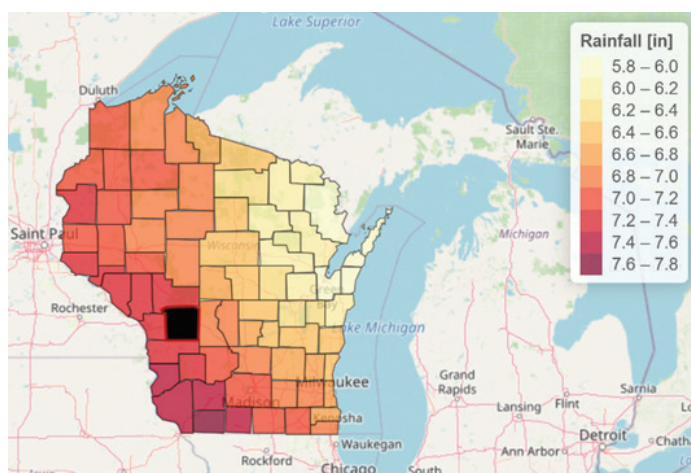 Lake Superior
Duluth
Sault Ste.
Marie
Saint Paul
Wisconsin
Michigan
Rochester
Green
Bay
Lake Michigan
Milwaukee
Madison
Kenosha
Waukegan
Rockford
Chicago
Grand
Rapids
Lansing
Flint
Sarnia
Ann Arbor
Detroit
Chatha
South
Lo
Rainfall [in]
5.8 – 6.0
6.0 – 6.2
6.2 – 6.4
6.4 – 6.6
6.6 – 6.8
6.8 – 7.0
7.0 – 7.2
7.2 – 7.4
7.4 – 7.6
7.6 – 7.8